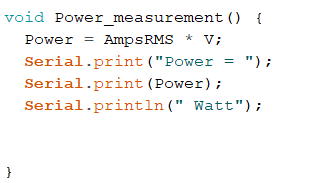 void Power_measurement() {
  Power = AmpsRMS * V;
  Serial.print("Power = ");
  Serial.print(Power);
  Serial.println(" Watt");
}